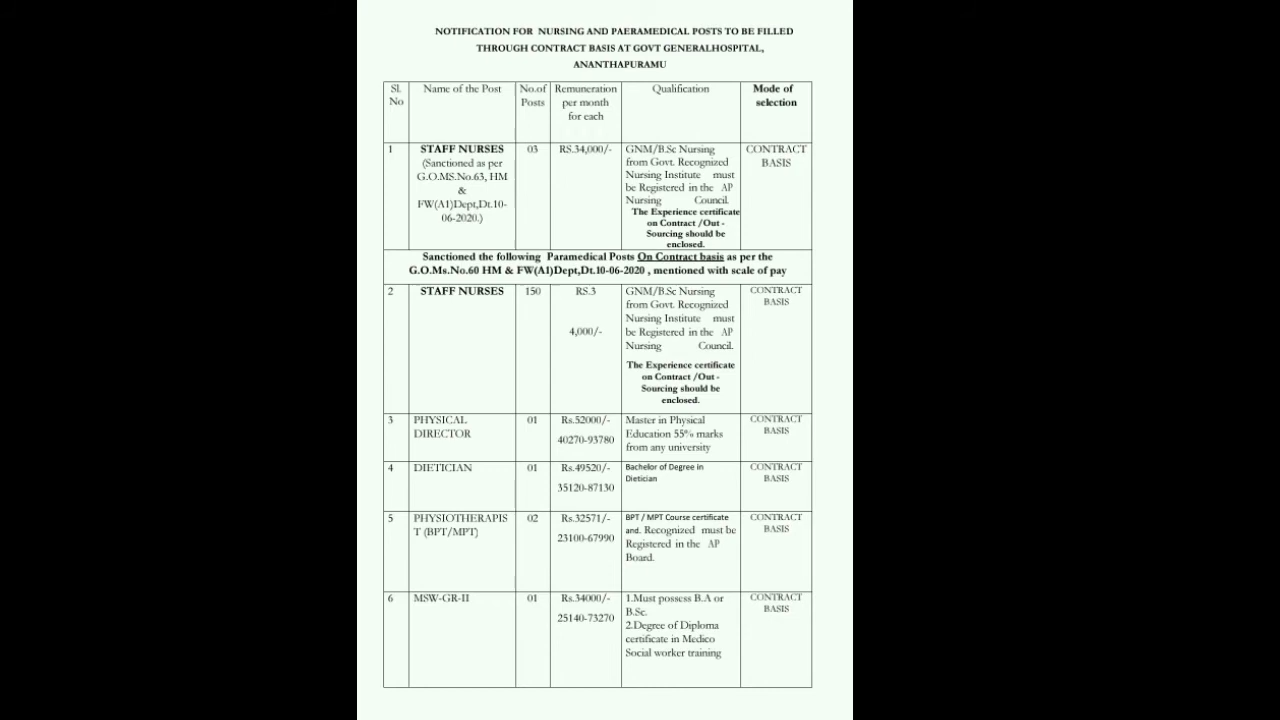 NOTIFICATION FOR NURSING AND PAERAMEDICAL POSTS TO BE FILLED
THROUGH CONTRACT BASIS AT GOVT GENERALHOSPITAL,
ANANTHAPURAMU
Sl. No
Name of the Post
No.of Posts
Remuneration
per month
for each
Qualification
Mode of
selection
1
STAFF NURSES
(Sanctioned as per
G.O.MS.No.63, HM
&
FW(A1)Dept,Dt.10-
06-2020.)
03
RS.34,000/-
GNM/B.Sc Nursing
from Govt. Recognized
Nursing Institute must
be Registered in the AP
Nursing Council.
The Experience certificate
on Contract /Out -
Sourcing should be
enclosed.
CONTRACT
BASIS
Sanctioned the following Paramedical Posts On Contract basis as per the
G.O.Ms.No.60 HM & FW(A1)Dept,Dt.10-06-2020 , mentioned with scale of pay
2
STAFF NURSES
150
RS.3
4,000/-
GNM/B.Sc Nursing
from Govt. Recognized
Nursing Institute must
be Registered in the AP
Nursing Council.
The Experience certificate
on Contract /Out -
Sourcing should be
enclosed.
CONTRACT
BASIS
3
PHYSICAL
DIRECTOR
01
Rs.52000/-
40270-93780
Master in Physical
Education 55% marks
from any university
CONTRACT
BASIS
4
DIETICIAN
01
Rs.49520/-
35120-87130
Bachelor of Degree in
Dietician
CONTRACT
BASIS
5
PHYSIOTHERAPIS
T (BPT/MPT)
02
Rs.32571/-
23100-67990
BPT / MPT Course certificate
and. Recognized must be
Registered in the AP
Board.
CONTRACT
BASIS
6
MSW-GR-II
01
Rs.34000/-
25140-73270
1.Must possess B.A or
B.Sc.
2.Degree of Diploma
certificate in Medico
Social worker training
CONTRACT
BASIS